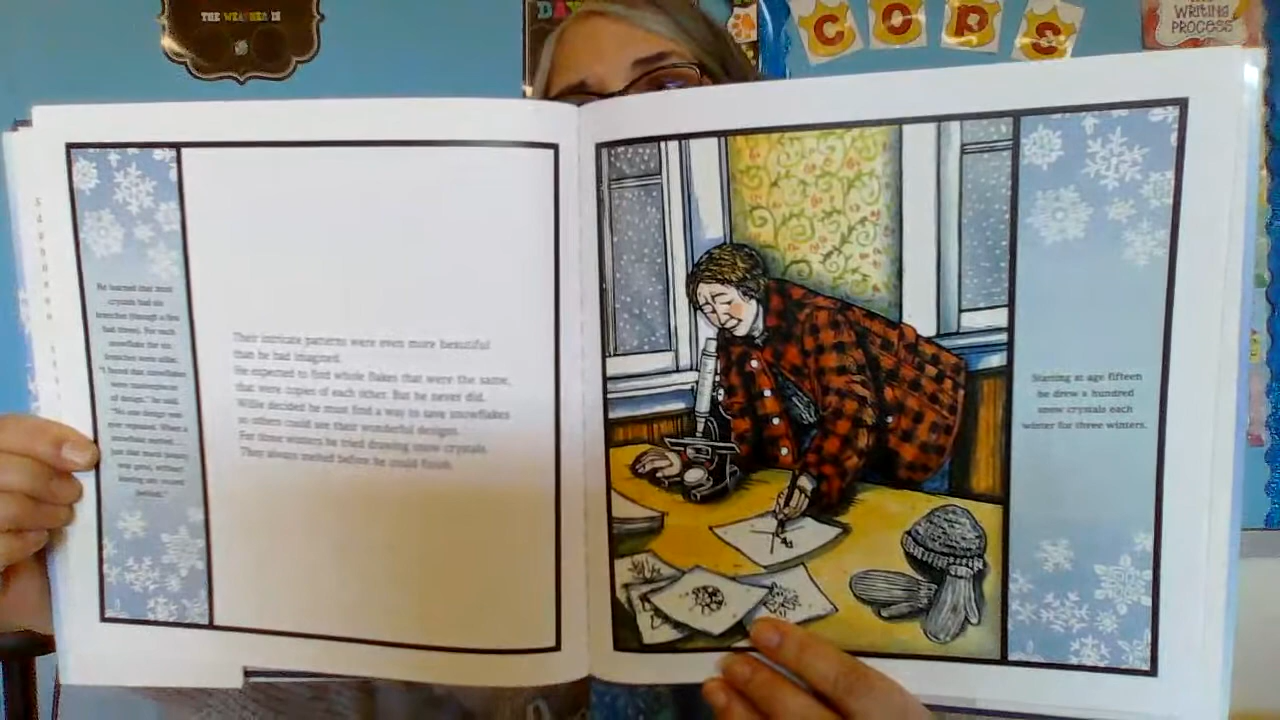 THE WEATHER IS
DAY
COPS
THE
WRITING
PROCESS
He learned that most
crystals had six
branches (though a few
had three). For each
snowflake the six
branches were alike.
"I found that snowflakes
were masterpieces
of design," he said.
"No one design was
ever repeated. When a
snowflake melted . . .
just that much beauty
was gone, without
leaving any record
behind."
Their intricate patterns were even more beautiful
than he had imagined.
He expected to find whole flakes that were the same,
that were copies of each other. But he never did.
Willie decided he must find a way to save snowflakes
so others could see their wonderful designs.
For three winters he tried drawing snow crystals.
They always melted before he could finish.
Starting at age fifteen
he drew a hundred
snow crystals each
winter for three winters.